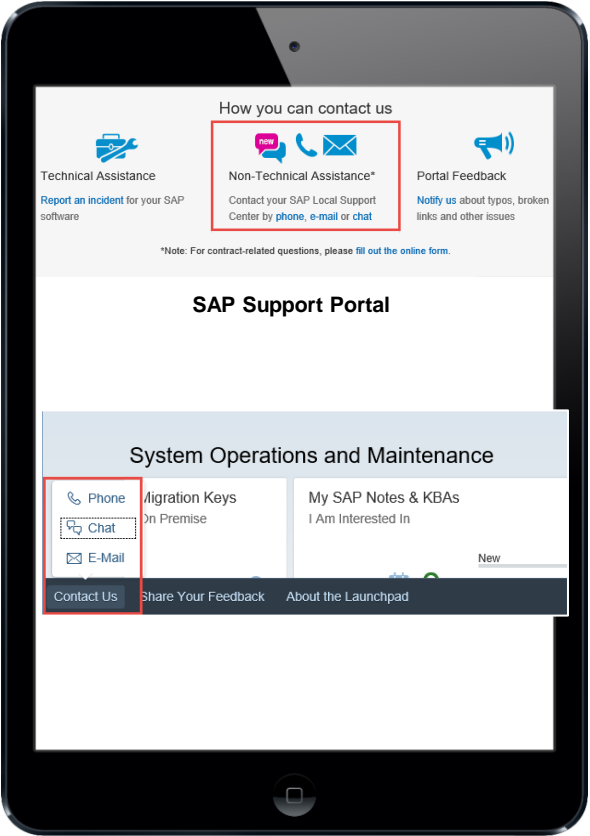 How you can contact us
new
Technical Assistance
Non-Technical Assistance*
Portal Feedback
Report an incident for your SAP
software
Contact your SAP Local Support
Center by phone, e-mail or chat
Notify us about typos, broken
links and other issues
*Note: For contract-related questions, please fill out the online form.
SAP Support Portal
System Operations and Maintenance
Phone
Chat
E-Mail
Migration Keys
On Premise
My SAP Notes & KBAs
I Am Interested In
New
Contact Us
Share Your Feedback
About the Launchpad